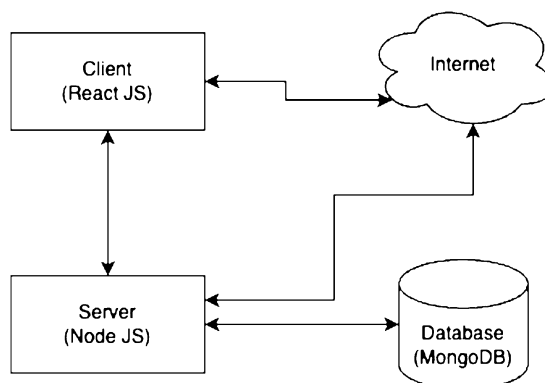 Client
(React JS)
Internet
Server
(Node JS)
Database
(MongoDB)